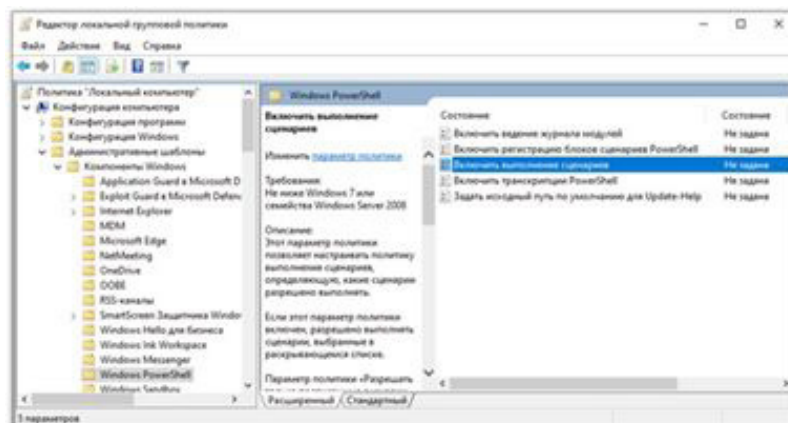 Редактор локальной групповой политики
Файл Действие Вид Справка
Политика "Локальный компьютер"
Конфигурация компьютера
Конфигурация программ
Конфигурация Windows
Административные шаблоны
Компоненты Windows
Application Guard в Microsoft D
Exploit Guard в Microsoft Defen
Internet Explorer
MDM
Microsoft Edge
NetMeeting
OneDrive
OOBE
RSS-каналы
SmartScreen Защитника Windo
Windows Hello для бизнеса
Windows Ink Workspace
Windows Messenger
Windows PowerShell
Windows Sandbox
Windows PowerShell
Включить выполнение
сценариев
Изменить параметр политики
Требования:
Не ниже Windows 7 или
семейства Windows Server 2008
Описание:
Этот параметр политики
позволяет настраивать политику
выполнения сценариев,
определяющую, какие сценарии
разрешено выполнять.
Если этот параметр политики
включен, разрешено выполнять
сценарии, выбранные в
раскрывающемся списке.
Параметр политики «Разрешать
Состояние Состояние
Включить ведение журнала модулей Не задана
Включить регистрацию блоков сценариев PowerShell Не задана
Включить выполнение сценариев Не задана
Включить транскрипции PowerShell Не задана
Задать исходный путь по умолчанию для Update-Help Не задана
Расширенный Стандартный
5 параметров